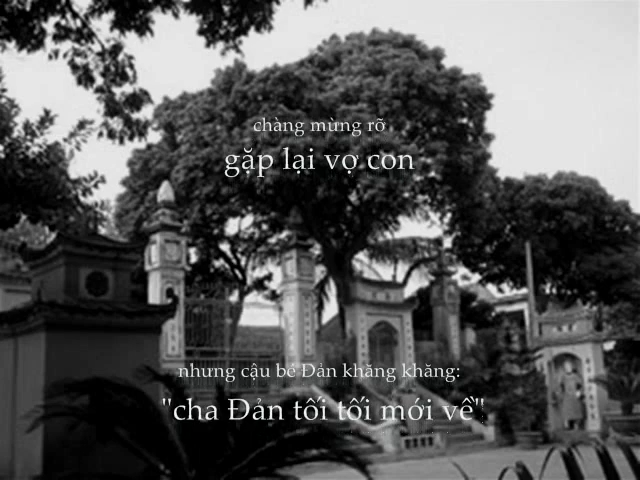 chàng mừng rỡ
gặp lại vợ con
nhưng cậu bé Đản khăng khăng:
"cha Đản tối tối mới về"